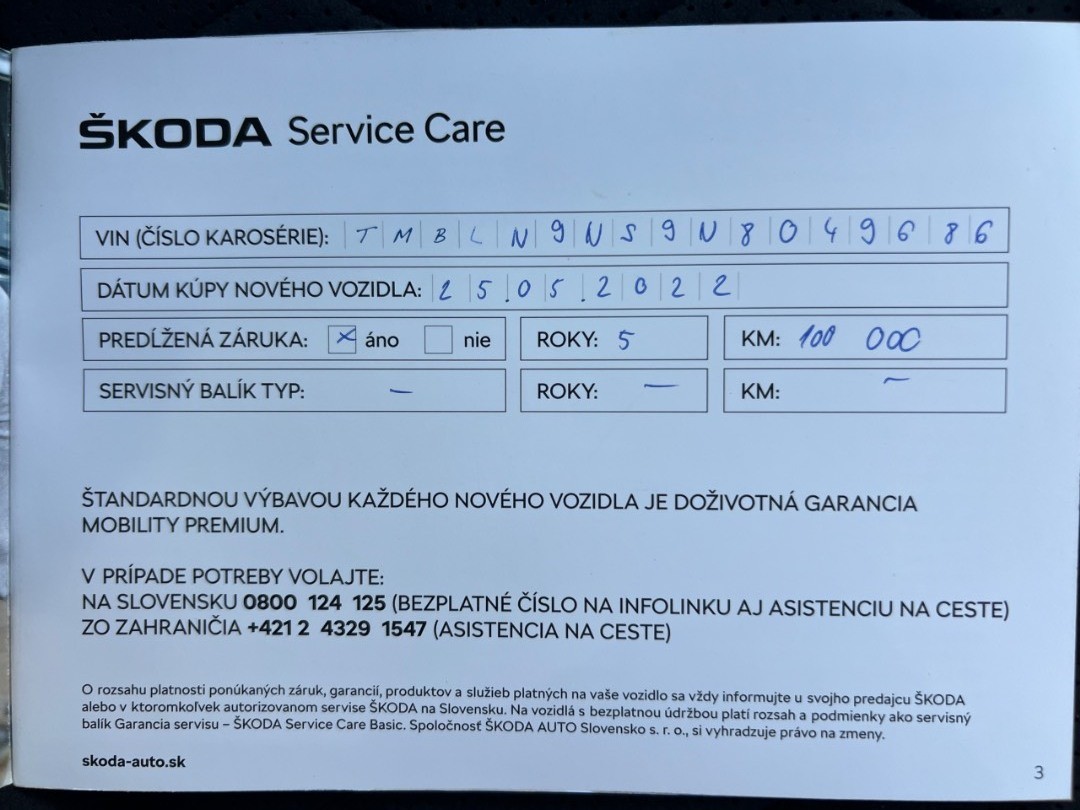 ŠKODA Service Care
VIN (ČÍSLO KAROSÉRIE): TMBLN9NS9N8049686
DÁTUM KÚPY NOVÉHO VOZIDLA: 25.05.2022
PREDĹŽENÁ ZÁRUKA: x áno nie ROKY: 5 KM: 100 000
SERVISNÝ BALÍK TYP: — ROKY: — KM: —
ŠTANDARDNOU VÝBAVOU KAŽDÉHO NOVÉHO VOZIDLA JE DOŽIVOTNÁ GARANCIA
MOBILITY PREMIUM.
V PRÍPADE POTREBY VOLAJTE:
NA SLOVENSKU 0800 124 125 (BEZPLATNÉ ČÍSLO NA INFOLINKU AJ ASISTENCIU NA CESTE)
ZO ZAHRANIČIA +421 2 4329 1547 (ASISTENCIA NA CESTE)
O rozsahu platnosti ponúkaných záruk, garancií, produktov a služieb platných na vaše vozidlo sa vždy informujte u svojho predajcu ŠKODA
alebo v ktoromkoľvek autorizovanom servise ŠKODA na Slovensku. Na vozidlá s bezplatnou údržbou platí rozsah a podmienky ako servisný
balík Garancia servisu – ŠKODA Service Care Basic. Spoločnosť ŠKODA AUTO Slovensko s. r. o., si vyhradzuje právo na zmeny.
skoda-auto.sk
3